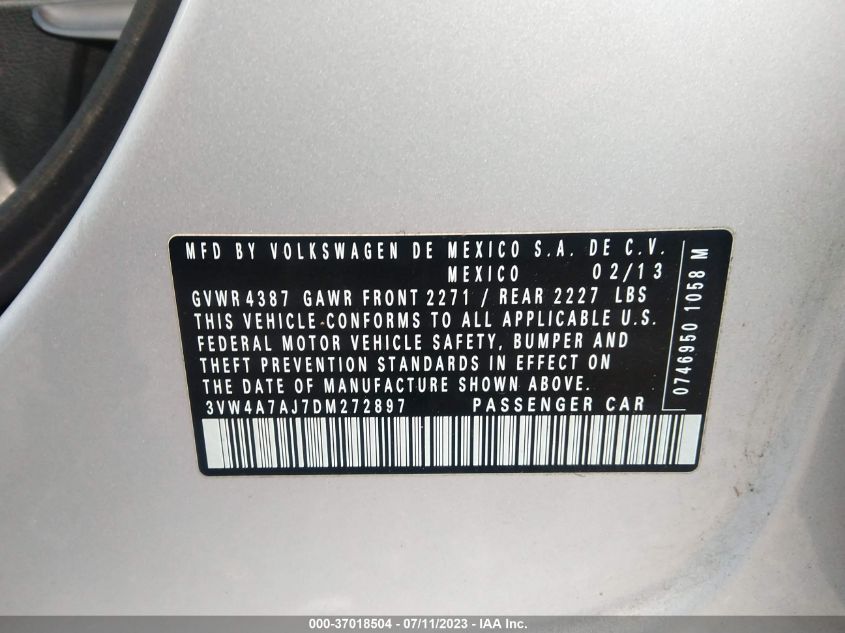 MFD BY VOLKSWAGEN DE MEXICO S.A. DE C.V.
MEXICO 02/13
GVWR 4387 GAWR FRONT 2271 / REAR 2227 LBS
THIS VEHICLE CONFORMS TO ALL APPLICABLE U.S.
FEDERAL MOTOR VEHICLE SAFETY, BUMPER AND
THEFT PREVENTION STANDARDS IN EFFECT ON
THE DATE OF MANUFACTURE SHOWN ABOVE.
3VW4A7AJ7DM272897 PASSENGER CAR
0746950 1058 M
000-37018504 - 07/11/2023 - IAA Inc.